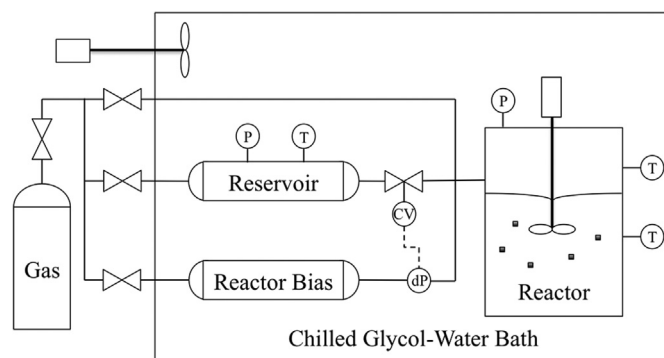 P
P
T
T
Reservoir
CV
T
Gas
Reactor Bias
dP
Reactor
Chilled Glycol-Water Bath